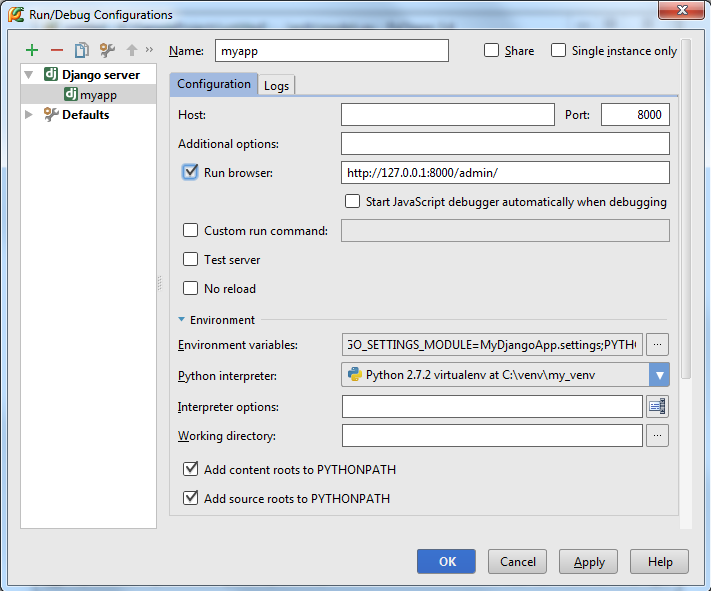 Run/Debug Configurations
Name: myapp Share Single instance only
Django server
myapp
Defaults
Configuration Logs
Host: Port: 8000
Additional options:
Run browser: http://127.0.0.1:8000/admin/
Start JavaScript debugger automatically when debugging
Custom run command:
Test server
No reload
Environment
Environment variables: GO_SETTINGS_MODULE=MyDjangoApp.settings;PYTHO ...
Python interpreter: Python 2.7.2 virtualenv at C:\venv\my_venv
Interpreter options:
Working directory: ...
Add content roots to PYTHONPATH
Add source roots to PYTHONPATH
OK Cancel Apply Help